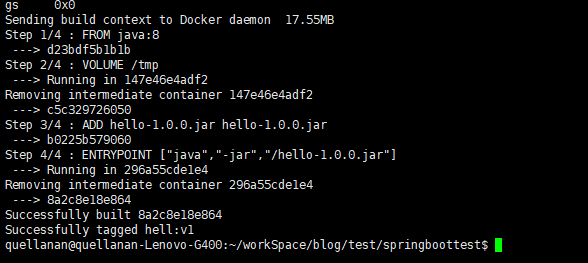 gs     0x0
Sending build context to Docker daemon  17.55MB
Step 1/4 : FROM java:8
 ---> d23bdf5b1b1b
Step 2/4 : VOLUME /tmp
 ---> Running in 147e46e4adf2
Removing intermediate container 147e46e4adf2
 ---> c5c329726050
Step 3/4 : ADD hello-1.0.0.jar hello-1.0.0.jar
 ---> b0225b579060
Step 4/4 : ENTRYPOINT ["java","-jar","/hello-1.0.0.jar"]
 ---> Running in 296a55cde1e4
Removing intermediate container 296a55cde1e4
 ---> 8a2c8e18e864
Successfully built 8a2c8e18e864
Successfully tagged hell:v1
quellanan@quellanan-Lenovo-G400:~/workSpace/blog/test/springboottest$